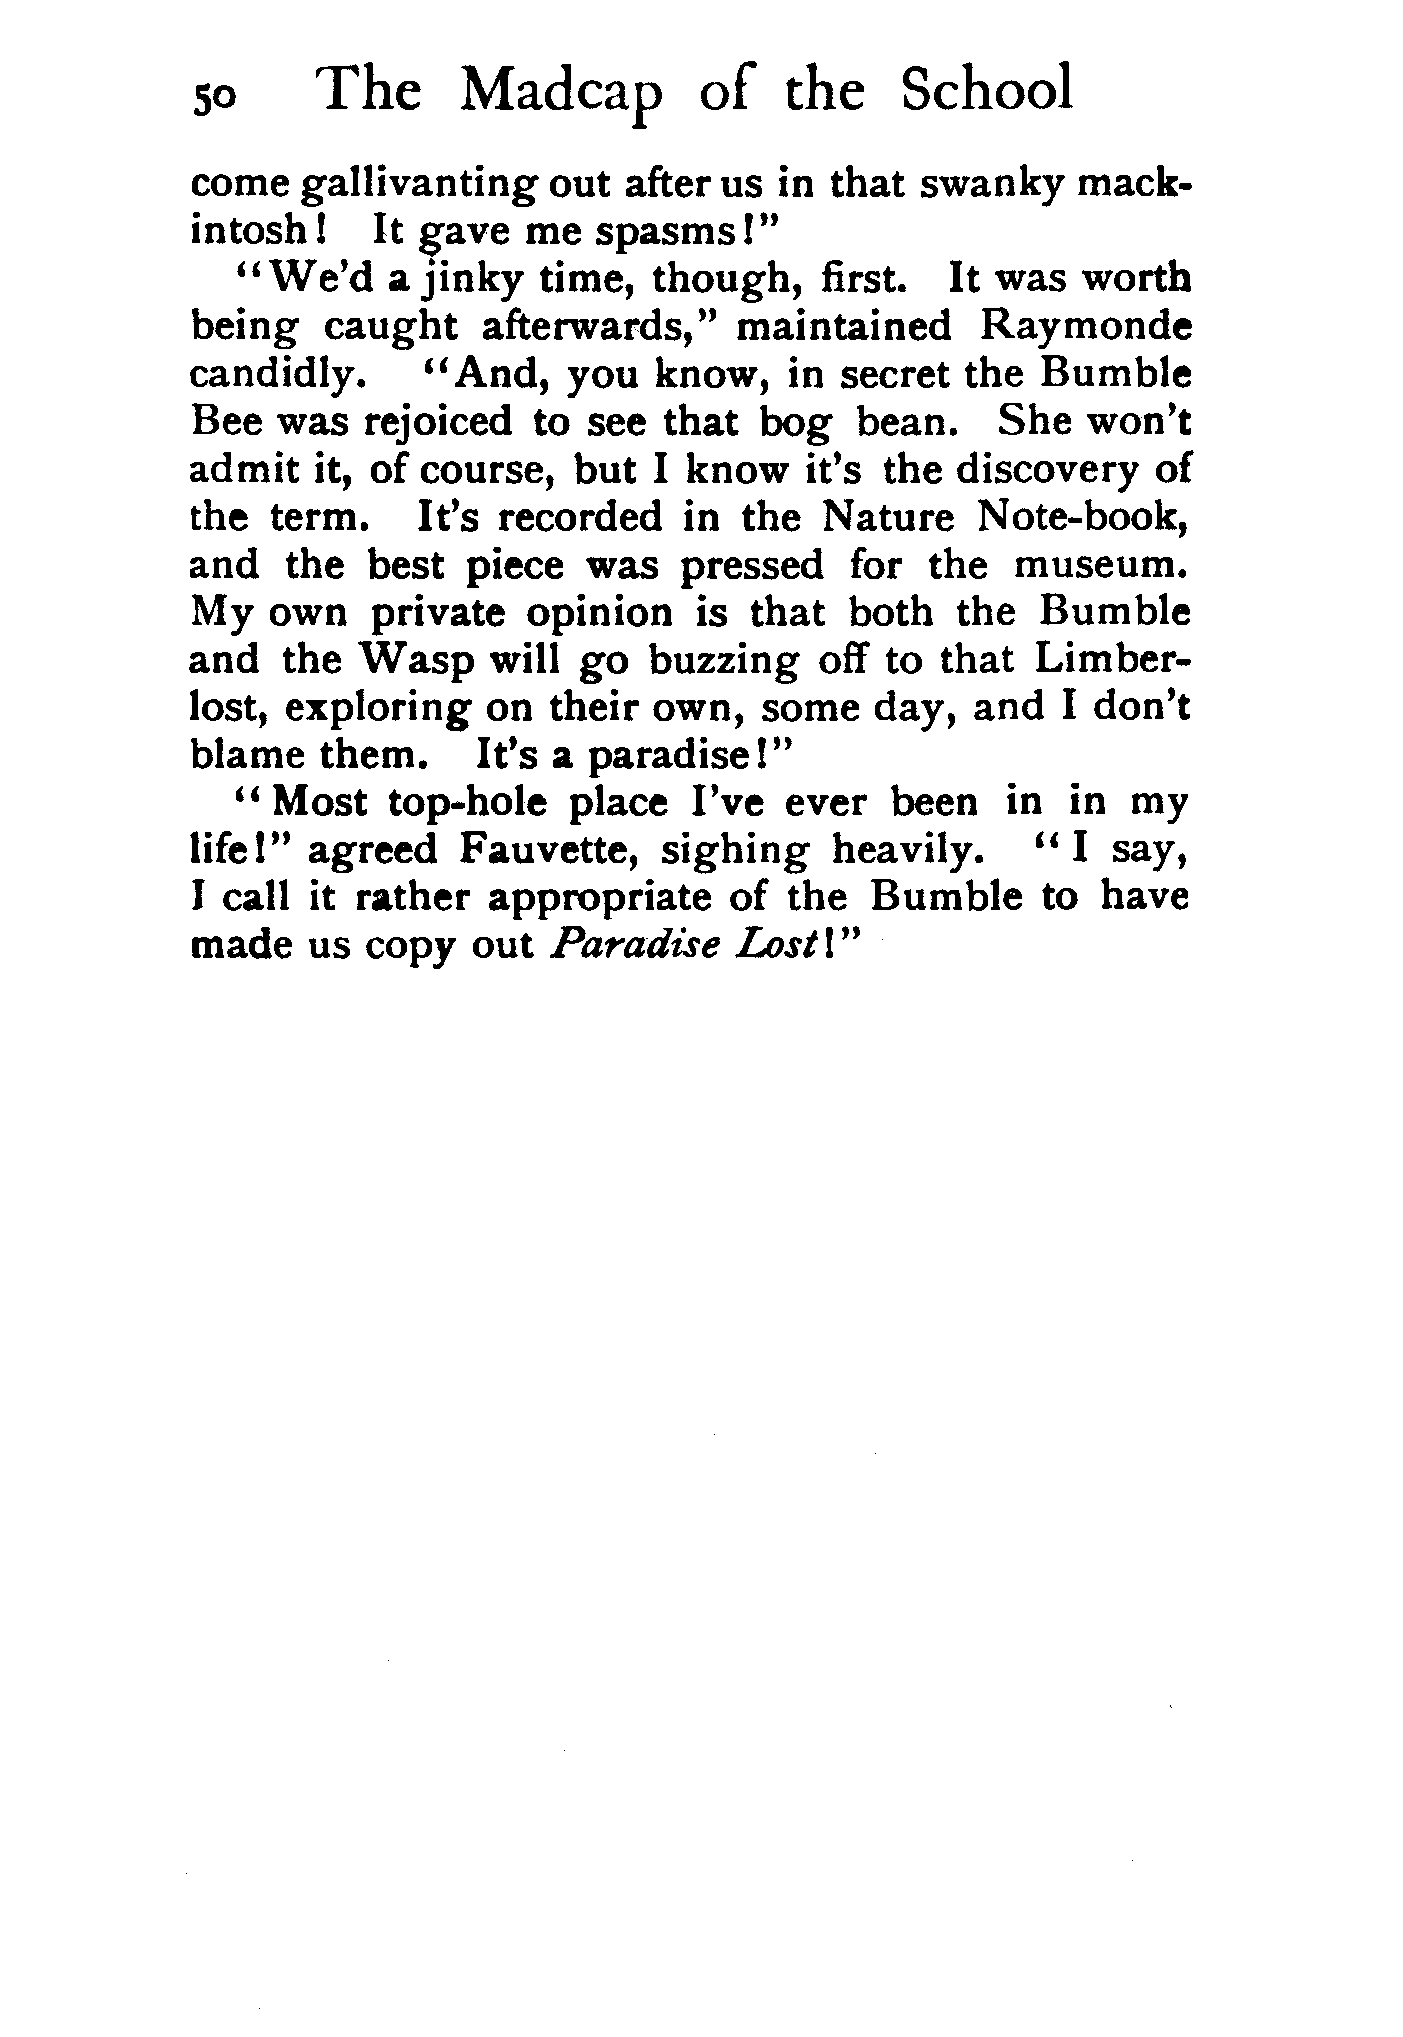 50 The Madcap of the School
come gallivanting out after us in that swanky mack-
intosh! It gave me spasms!"
"We'd a jinky time, though, first. It was worth
being caught afterwards," maintained Raymonde
candidly. "And, you know, in secret the Bumble
Bee was rejoiced to see that bog bean. She won't
admit it, of course, but I know it's the discovery of
the term. It's recorded in the Nature Note-book,
and the best piece was pressed for the museum.
My own private opinion is that both the Bumble
and the Wasp will go buzzing off to that Limber-
lost, exploring on their own, some day, and I don't
blame them. It's a paradise!"
"Most top-hole place I've ever been in in my
life!" agreed Fauvette, sighing heavily. "I say,
I call it rather appropriate of the Bumble to have
made us copy out Paradise Lost!"